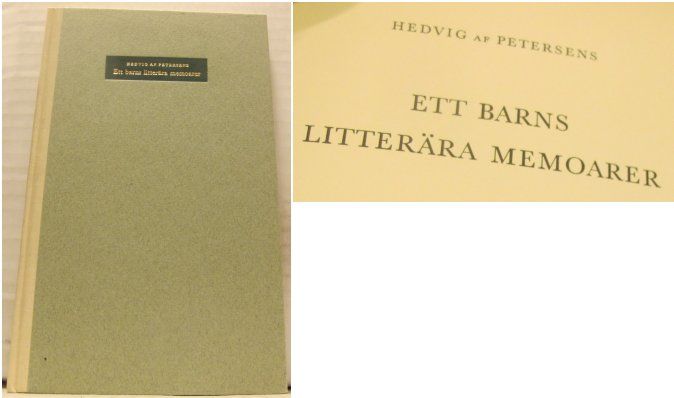 HEDVIG AF PETERSENS
Ett barns litterära memoarer
HEDVIG AF PETERSENS
ETT BARNS
LITTERÄRA MEMOARER